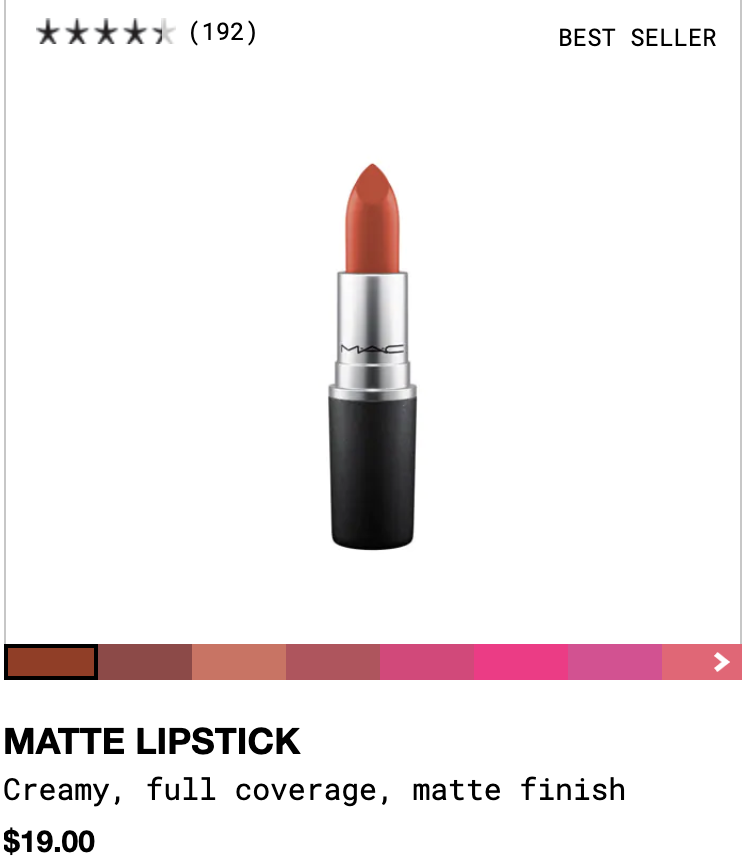 (192)
BEST SELLER
MAC
MATTE LIPSTICK
Creamy, full coverage, matte finish
$19.00